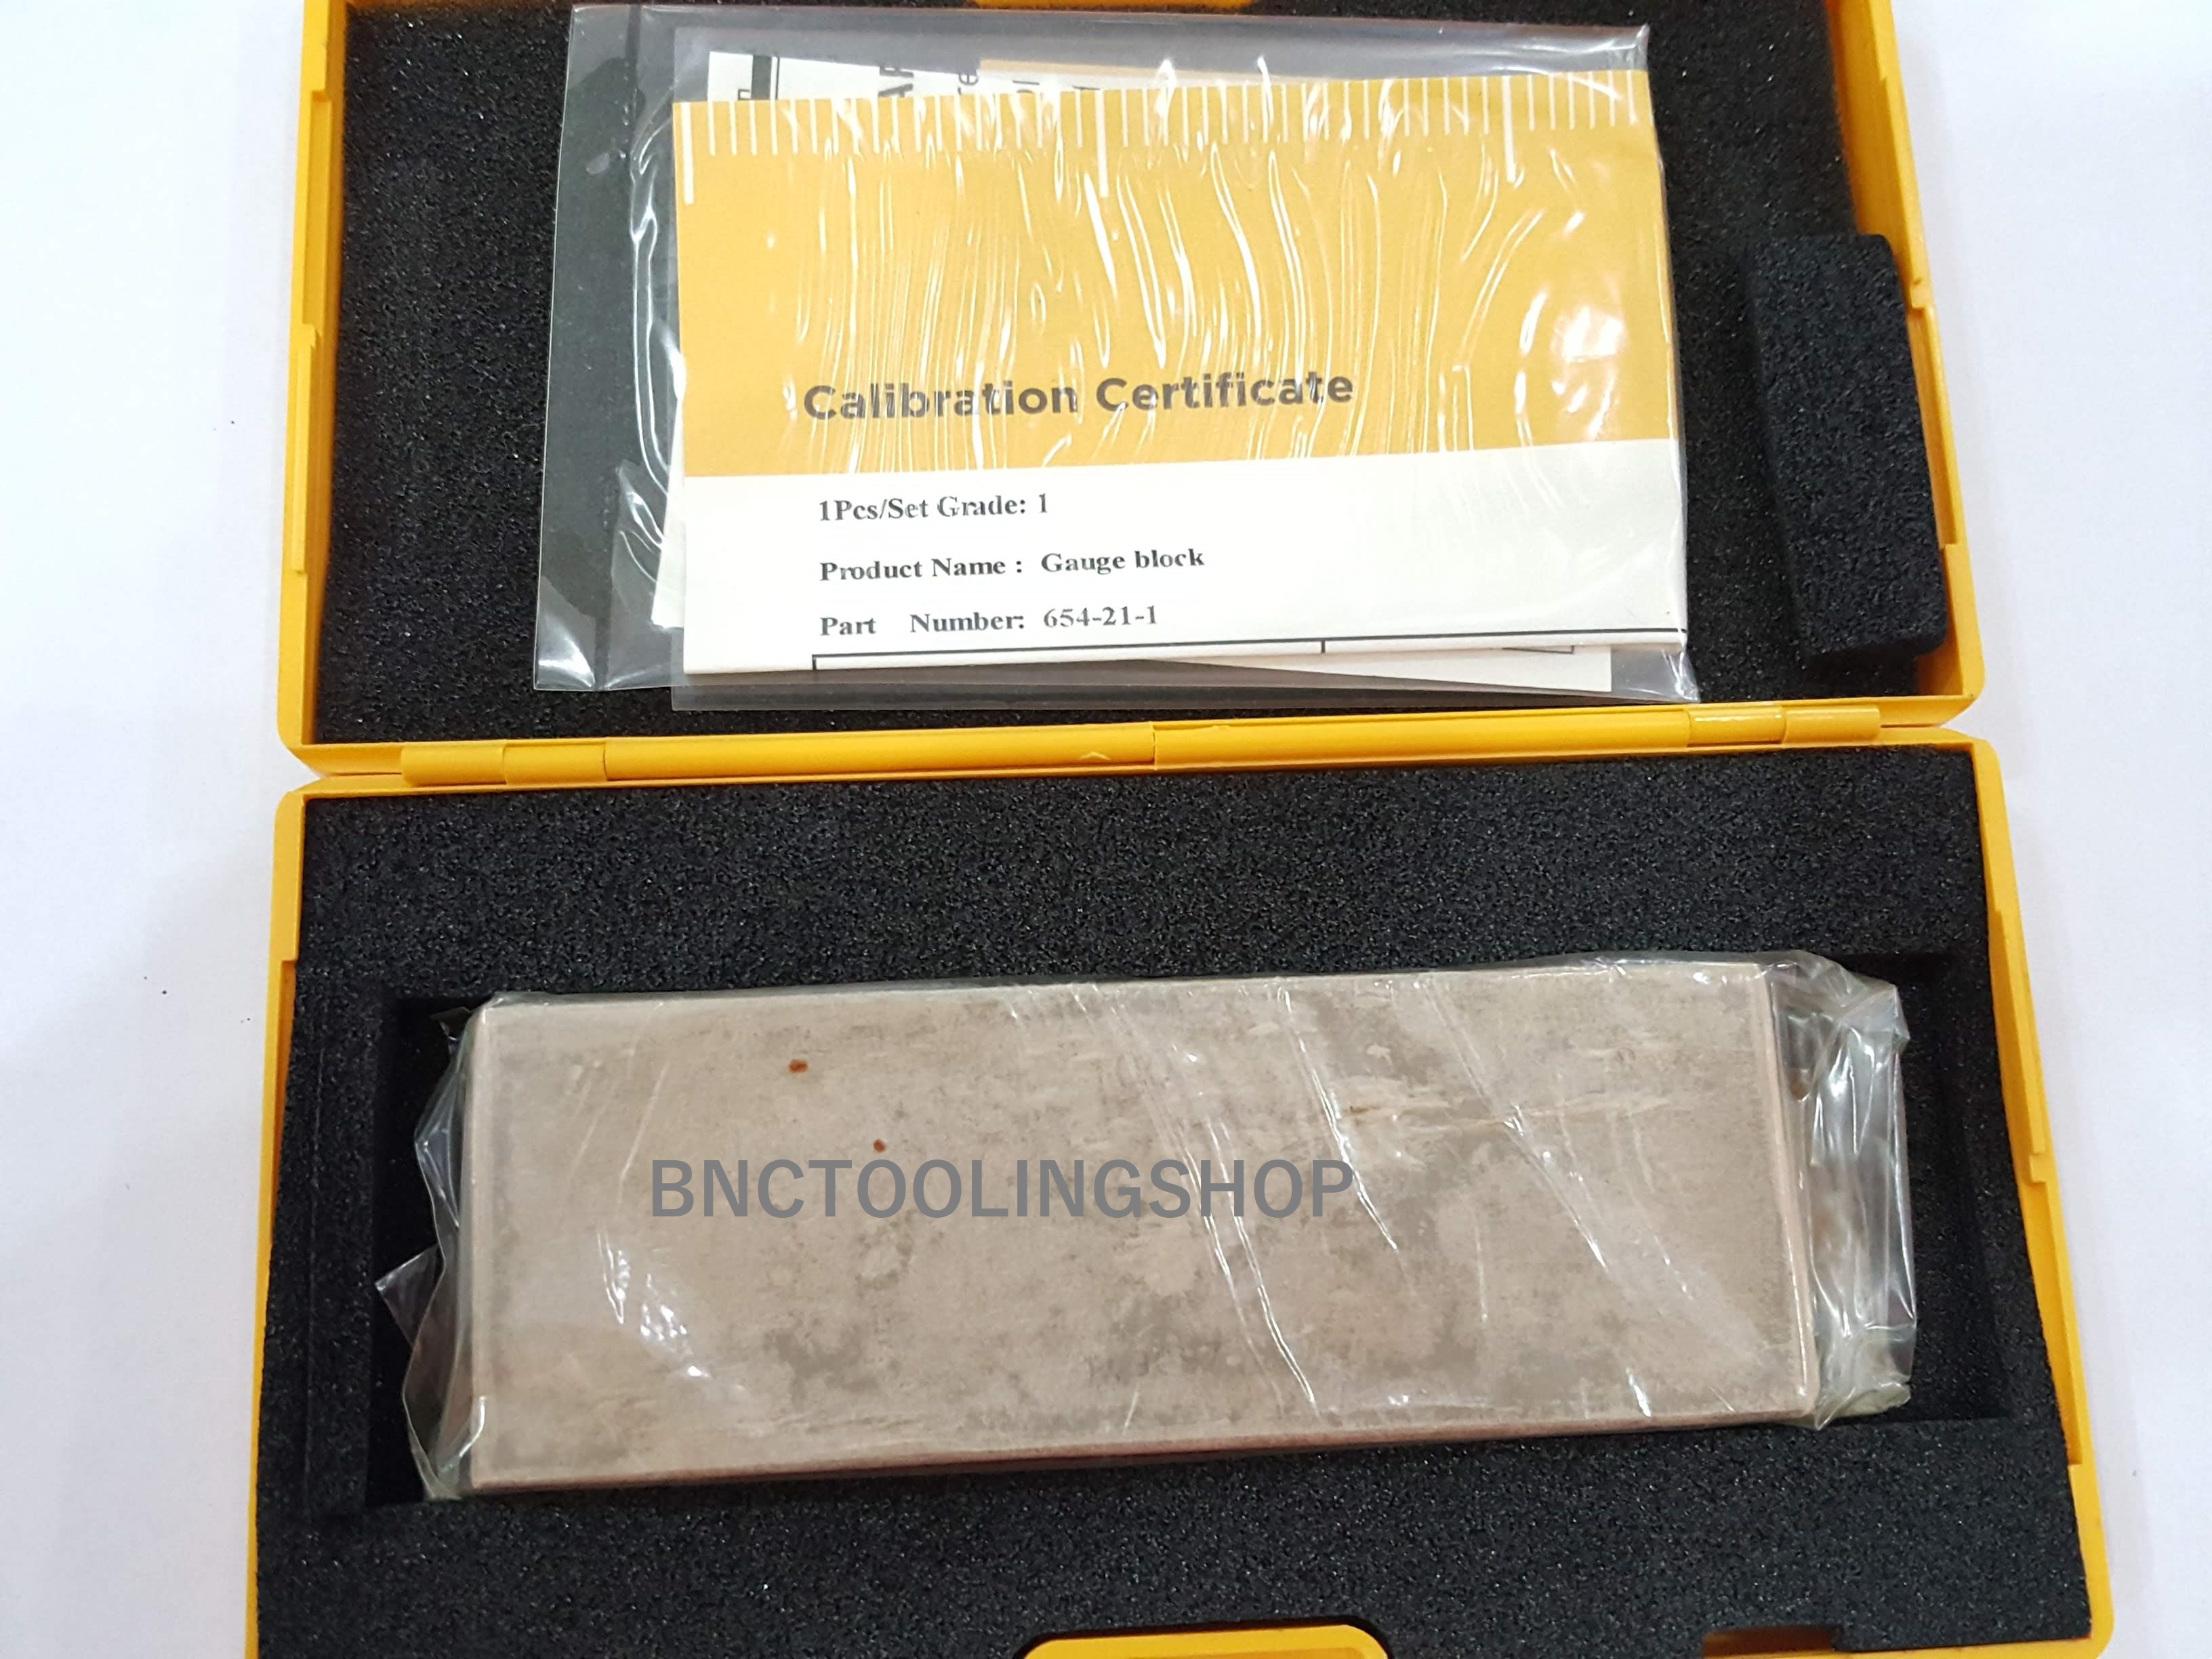 Calibration Certificate
1Pcs/Set Grade: 1
Product Name : Gauge block
Part Number: 654-21-1
BNCTOOLINGSHOP